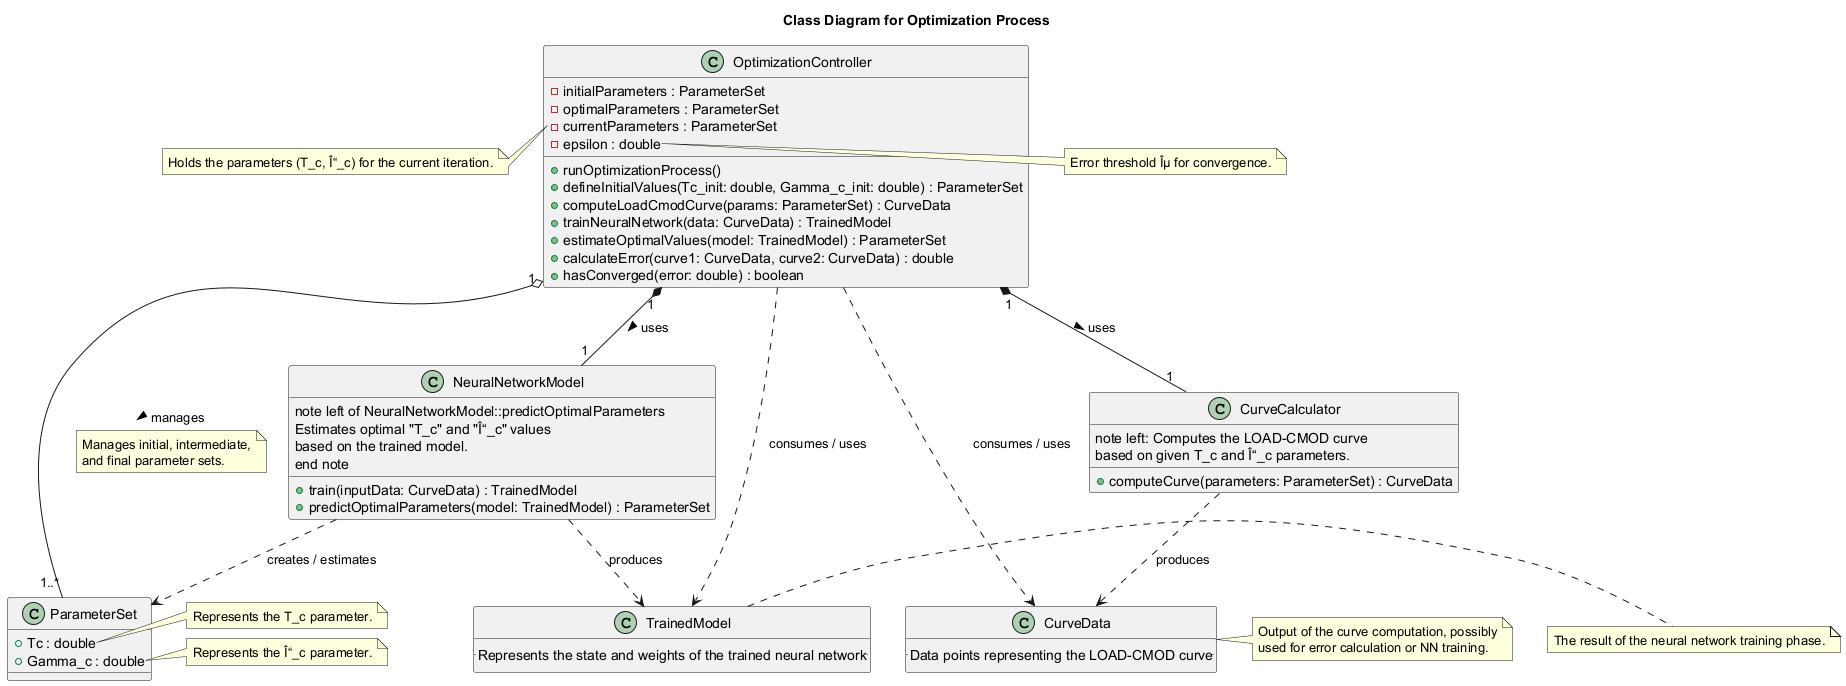 Class Diagram for Optimization Process
OptimizationController
initialParameters : ParameterSet
optimalParameters : ParameterSet
currentParameters : ParameterSet
epsilon : double
Holds the parameters (T_c, Î“_c) for the current iteration.
Error threshold Îµ for convergence.
runOptimizationProcess()
defineInitialValues(Tc_init: double, Gamma_c_init: double) : ParameterSet
computeLoadCmodCurve(params: ParameterSet) : CurveData
trainNeuralNetwork(data: CurveData) : TrainedModel
estimateOptimalValues(model: TrainedModel) : ParameterSet
calculateError(curve1: CurveData, curve2: CurveData) : double
hasConverged(error: double) : boolean
1
1
1
uses
uses
1
1
NeuralNetworkModel
note left of NeuralNetworkModel::predictOptimalParameters
Estimates optimal "T_c" and "Î“_c" values
based on the trained model.
end note
train(inputData: CurveData) : TrainedModel
predictOptimalParameters(model: TrainedModel) : ParameterSet
manages
Manages initial, intermediate,
and final parameter sets.
consumes / uses
consumes / uses
CurveCalculator
note left: Computes the LOAD-CMOD curve
based on given T_c and Î“_c parameters.
computeCurve(parameters: ParameterSet) : CurveData
creates / estimates
produces
produces
1..*
ParameterSet
Tc : double
Gamma_c : double
Represents the T_c parameter.
Represents the Î“_c parameter.
TrainedModel
Represents the state and weights of the trained neural network
CurveData
Data points representing the LOAD-CMOD curve
Output of the curve computation, possibly
used for error calculation or NN training.
The result of the neural network training phase.